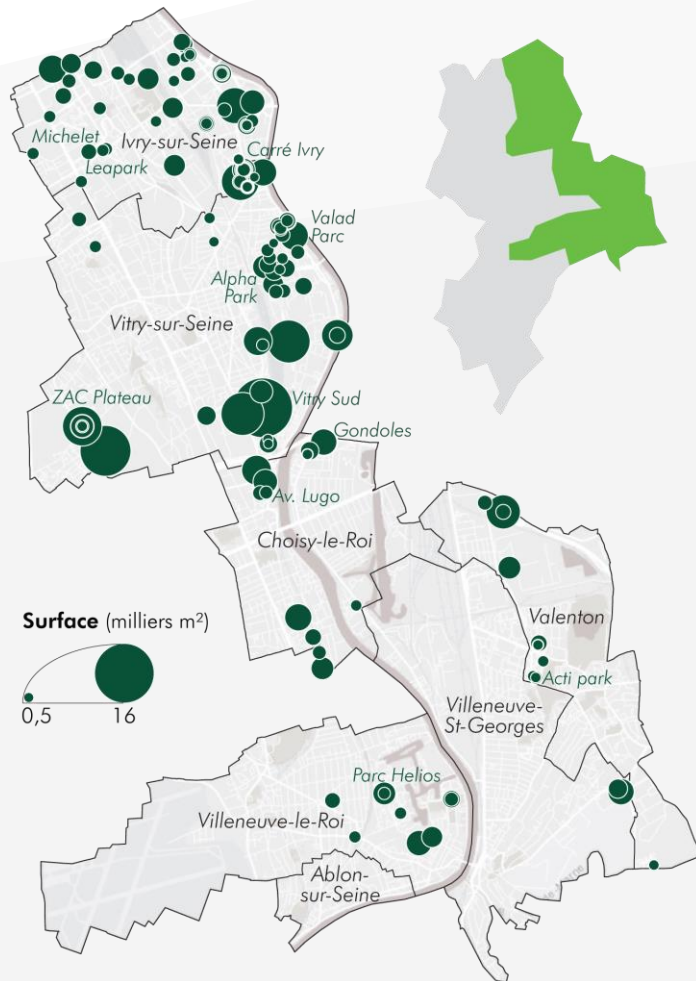 Michelet
Ivry-sur-Seine
Carré Ivry
Leapark
Valad
Parc
Alpha
Park
Vitry-sur-Seine
ZAC Plateau
Vitry Sud
Gondoles
Av. Lugo
Choisy-le-Roi
Surface (milliers m²)
0,5
16
Valenton
Acti park
Villeneuve-
St-Georges
Parc Helios
Villeneuve-le-Roi
Ablon-
sur-Seine